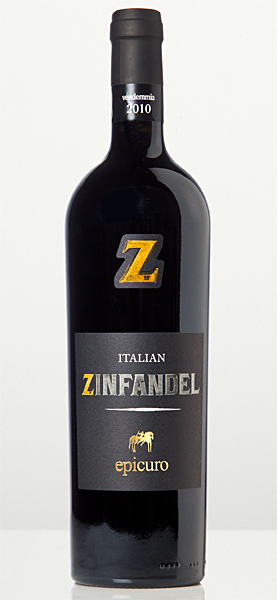 vendemmia
2010
Z
ITALIAN
ZINFANDEL
epicuro